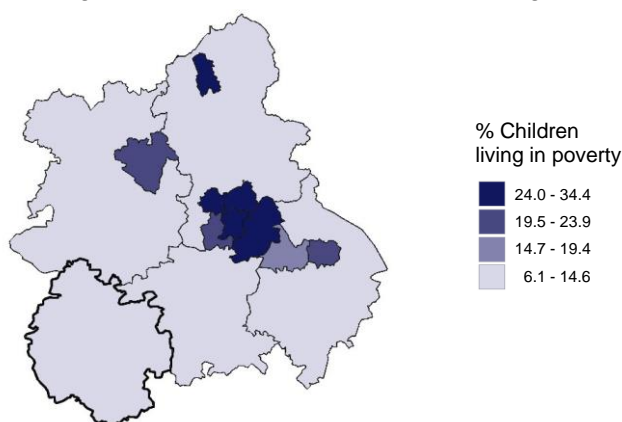 % Children
living in poverty
24.0 - 34.4
19.5 - 23.9
14.7 - 19.4
6.1 - 14.6